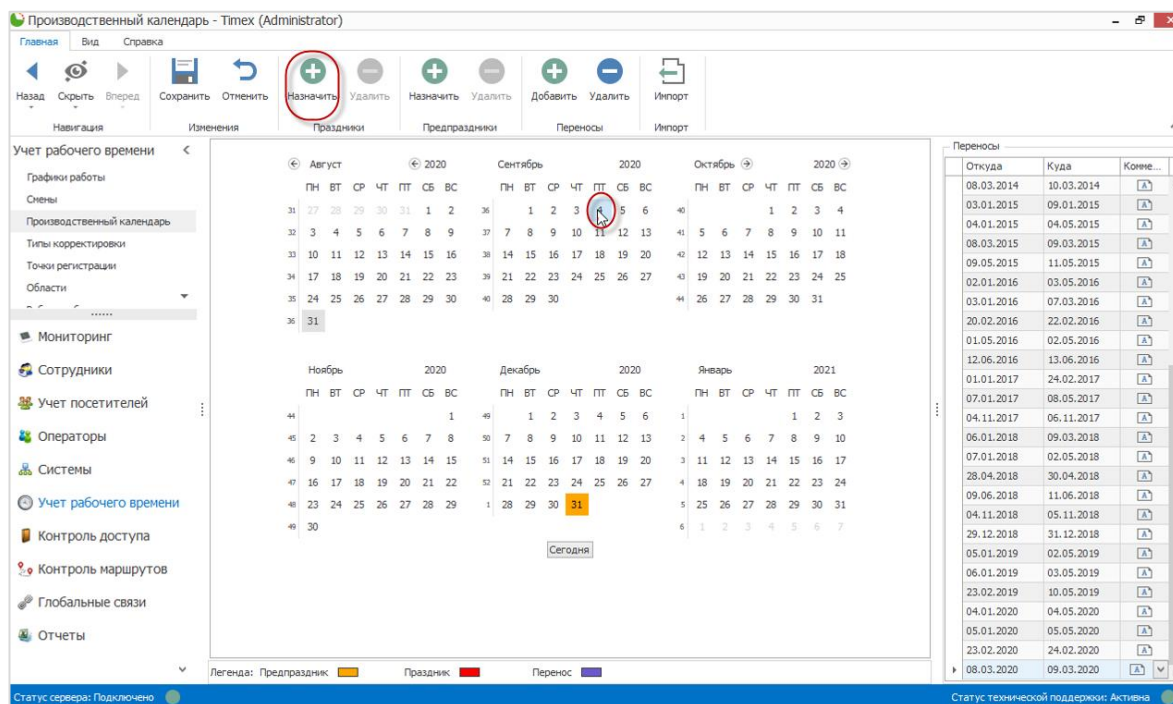 Производственный календарь - Timex (Administrator)
Главная Вид Справка
Назад Скрыть Вперед Сохранить Отменить Назначить Удалить Назначить Удалить Добавить Удалить Импорт
Навигация Изменения Праздники Предпраздники Переносы Импорт
Учет рабочего времени
Графики работы
Смены
Производственный календарь
Типы корректировки
Точки регистрации
Области
Мониторинг
Сотрудники
Учет посетителей
Операторы
Системы
Учет рабочего времени
Контроль доступа
Контроль маршрутов
Глобальные связи
Отчеты
Август 2020
ПН ВТ СР ЧТ ПТ СБ ВС
31 27 28 29 30 31 1 2
32 3 4 5 6 7 8 9
33 10 11 12 13 14 15 16
34 17 18 19 20 21 22 23
35 24 25 26 27 28 29 30
36 31
Сентябрь 2020
ПН ВТ СР ЧТ ПТ СБ ВС
36 1 2 3 4 5 6
37 7 8 9 10 11 12 13
38 14 15 16 17 18 19 20
39 21 22 23 24 25 26 27
40 28 29 30
Октябрь 2020
ПН ВТ СР ЧТ ПТ СБ ВС
40 1 2 3 4
41 5 6 7 8 9 10 11
42 12 13 14 15 16 17 18
43 19 20 21 22 23 24 25
44 26 27 28 29 30 31
Ноябрь 2020
ПН ВТ СР ЧТ ПТ СБ ВС
44 1
45 2 3 4 5 6 7 8
46 9 10 11 12 13 14 15
47 16 17 18 19 20 21 22
48 23 24 25 26 27 28 29
49 30
Декабрь 2020
ПН ВТ СР ЧТ ПТ СБ ВС
49 1 2 3 4 5 6
50 7 8 9 10 11 12 13
51 14 15 16 17 18 19 20
52 21 22 23 24 25 26 27
1 28 29 30 31
Январь 2021
ПН ВТ СР ЧТ ПТ СБ ВС
1 1 2 3
2 4 5 6 7 8 9 10
3 11 12 13 14 15 16 17
4 18 19 20 21 22 23 24
5 25 26 27 28 29 30 31
6 1 2 3 4 5 6 7
Сегодня
Легенда: Предпраздник Праздник Перенос
Переносы
Откуда Куда Комме...
08.03.2014 10.03.2014
03.01.2015 09.01.2015
04.01.2015 04.05.2015
08.03.2015 09.03.2015
09.05.2015 11.05.2015
02.01.2016 03.05.2016
03.01.2016 07.03.2016
20.02.2016 22.02.2016
01.05.2016 02.05.2016
12.06.2016 13.06.2016
01.01.2017 24.02.2017
07.01.2017 08.05.2017
04.11.2017 06.11.2017
06.01.2018 09.03.2018
07.01.2018 02.05.2018
28.04.2018 30.04.2018
09.06.2018 11.06.2018
04.11.2018 05.11.2018
29.12.2018 31.12.2018
05.01.2019 02.05.2019
06.01.2019 03.05.2019
23.02.2019 10.05.2019
04.01.2020 04.05.2020
05.01.2020 05.05.2020
23.02.2020 24.02.2020
08.03.2020 09.03.2020
Статус сервера: Подключено Статус технической поддержки: Активна